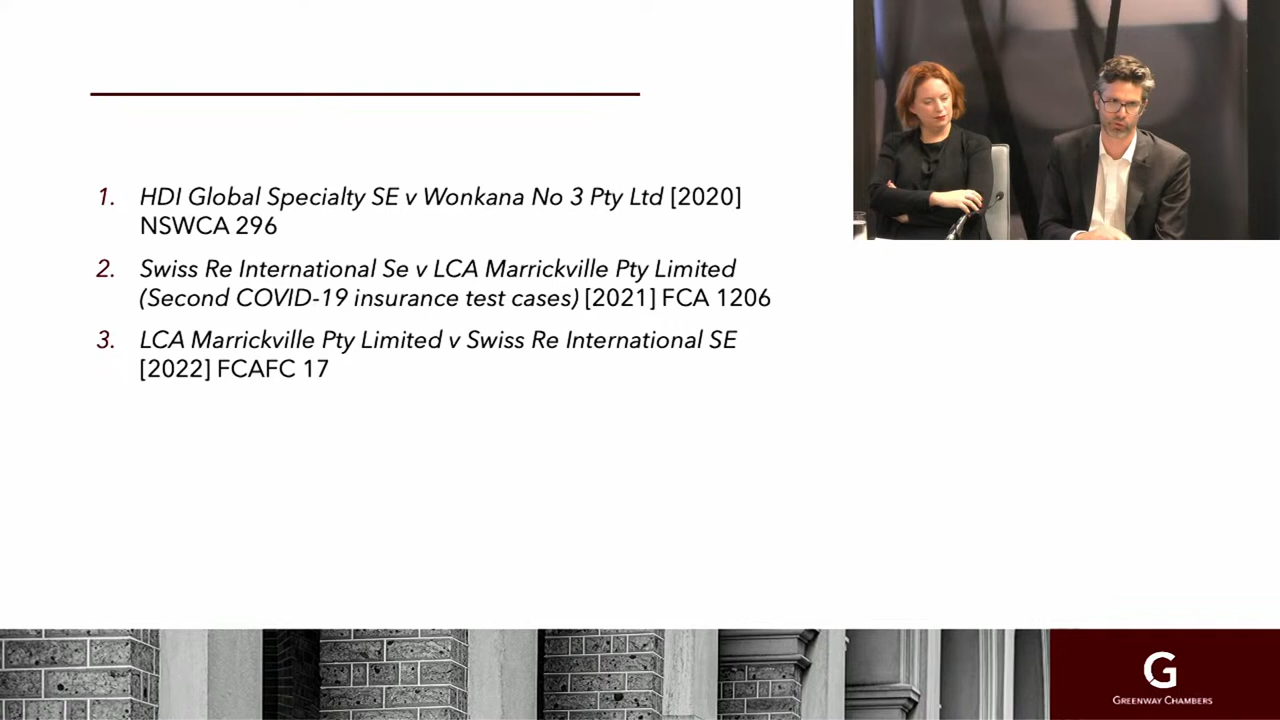 1. HDI Global Specialty SE v Wonkana No 3 Pty Ltd [2020]
NSWCA 296
2. Swiss Re International Se v LCA Marrickville Pty Limited
(Second COVID-19 insurance test cases) [2021] FCA 1206
3. LCA Marrickville Pty Limited v Swiss Re International SE
[2022] FCAFC 17
G
GREENWAY CHAMBERS